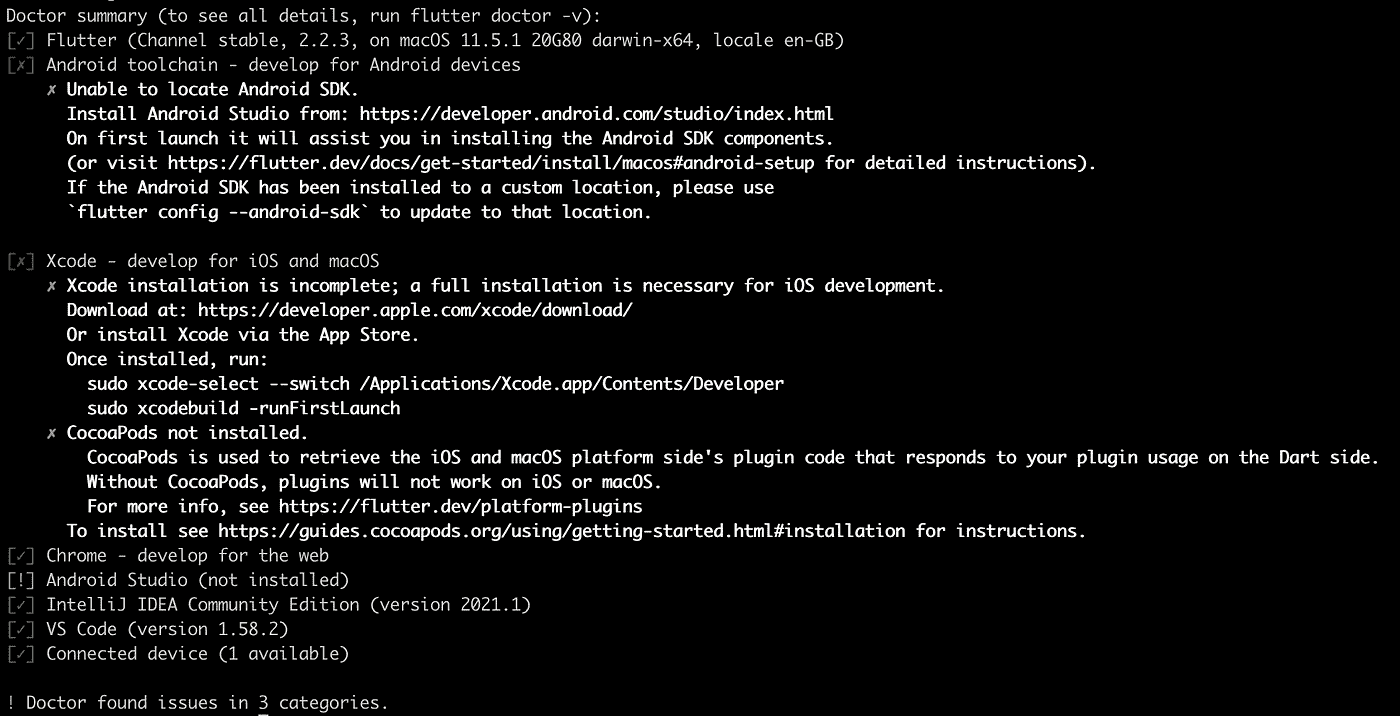 Doctor summary (to see all details, run flutter doctor -v):
[✓] Flutter (Channel stable, 2.2.3, on macOS 11.5.1 20G80 darwin-x64, locale en-GB)
[✗] Android toolchain - develop for Android devices
✗ Unable to locate Android SDK.
Install Android Studio from: https://developer.android.com/studio/index.html
On first launch it will assist you in installing the Android SDK components.
(or visit https://flutter.dev/docs/get-started/install/macos#android-setup for detailed instructions).
If the Android SDK has been installed to a custom location, please use
`flutter config --android-sdk` to update to that location.
[✗] Xcode - develop for iOS and macOS
✗ Xcode installation is incomplete; a full installation is necessary for iOS development.
Download at: https://developer.apple.com/xcode/download/
Or install Xcode via the App Store.
Once installed, run:
sudo xcode-select --switch /Applications/Xcode.app/Contents/Developer
sudo xcodebuild -runFirstLaunch
✗ CocoaPods not installed.
CocoaPods is used to retrieve the iOS and macOS platform side's plugin code that responds to your plugin usage on the Dart side.
Without CocoaPods, plugins will not work on iOS or macOS.
For more info, see https://flutter.dev/platform-plugins
To install see https://guides.cocoapods.org/using/getting-started.html#installation for instructions.
[✓] Chrome - develop for the web
[!] Android Studio (not installed)
[✓] IntelliJ IDEA Community Edition (version 2021.1)
[✓] VS Code (version 1.58.2)
[✓] Connected device (1 available)
! Doctor found issues in 3 categories.